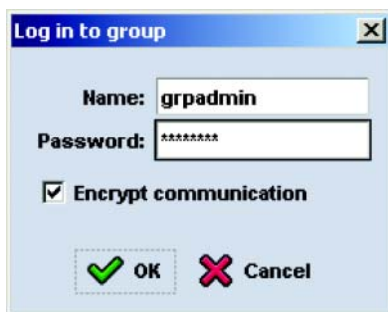 Log in to group
Name: grpadmin
Password: ********
Encrypt communication
OK Cancel